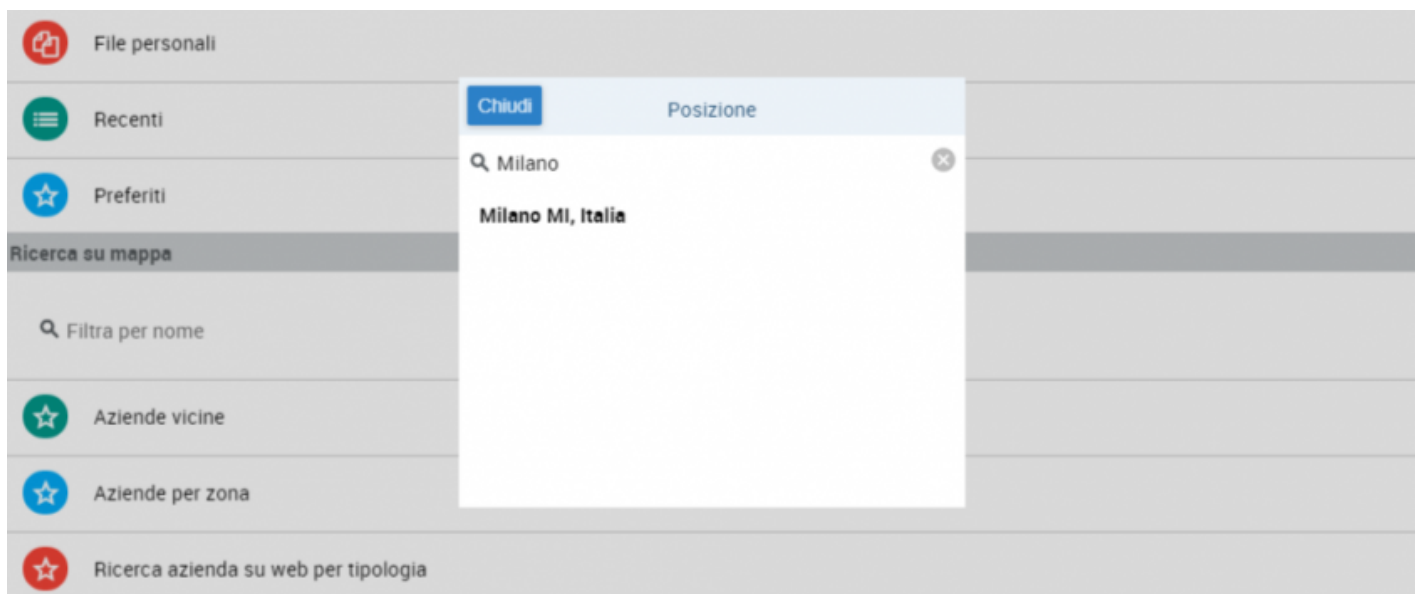 File personali
Recenti
Preferiti
Ricerca su mappa
Filtra per nome
Aziende vicine
Aziende per zona
Ricerca azienda su web per tipologia
Chiudi
Posizione
Milano
Milano MI, Italia